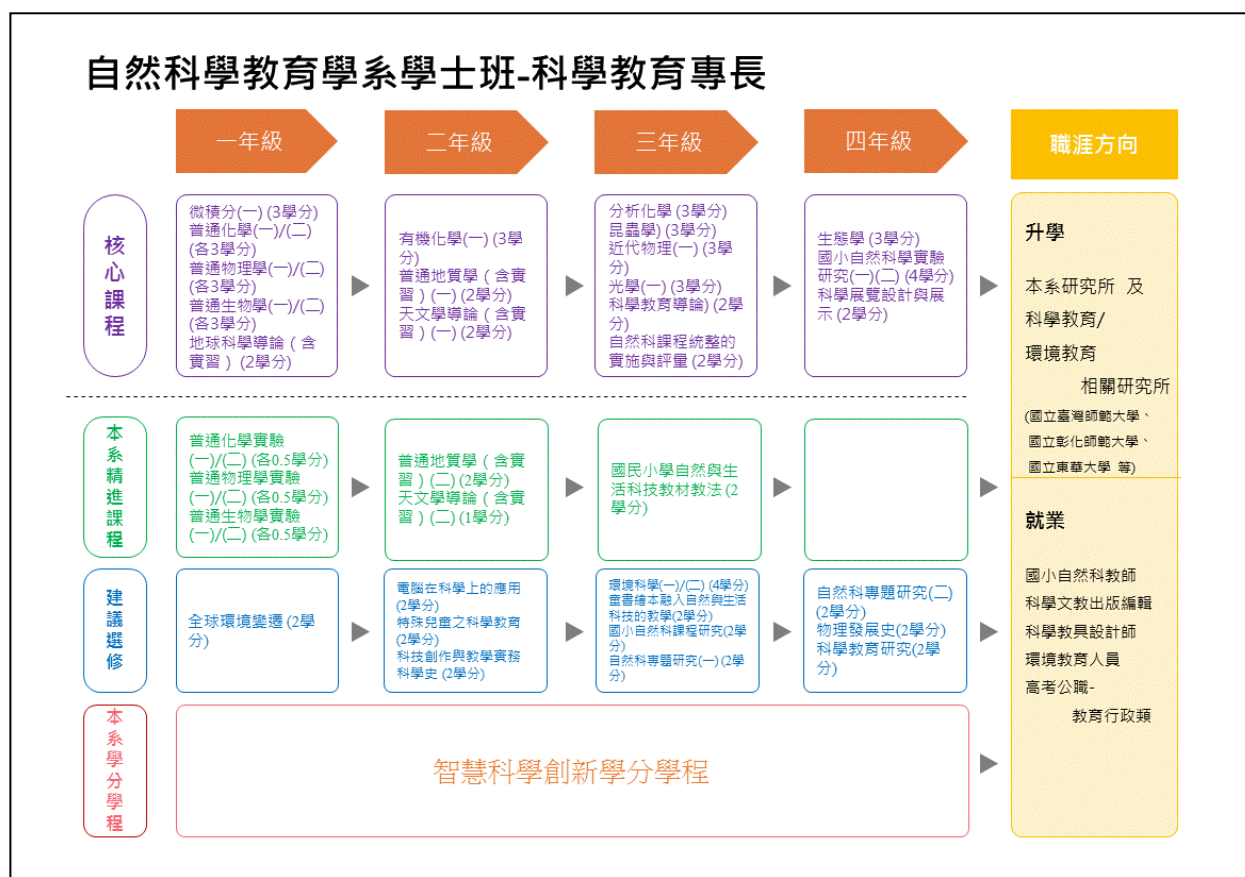 自然科學教育學系學士班-科學教育專長
一年級
二年級
三年級
四年級
職涯方向
核心課程
微積分(一) (3學分)
普通化學(一)/(二)
(各3學分)
普通物理學(一)/(二)
(各3學分)
普通生物學(一)/(二)
(各3學分)
地球科學導論（含
實習） (2學分)
有機化學(一) (3學
分)
普通地質學（含實
習）(一) (2學分)
天文學導論（含實
習）(一) (2學分)
分析化學 (3學分)
昆蟲學) (3學分)
近代物理(一) (3學
分)
光學(一) (3學分)
科學教育導論) (2學
分)
自然科課程統整的
實施與評量 (2學分)
生態學 (3學分)
國小自然科學實驗
研究(一)(二) (4學分)
科學展覽設計與展
示 (2學分)
本系精進課程
普通化學實驗
(一)/(二) (各0.5學分)
普通物理學實驗
(一)/(二) (各0.5學分)
普通生物學實驗
(一)/(二) (各0.5學分)
普通地質學（含實
習）(二) (2學分)
天文學導論（含實
習）(二) (1學分)
國民小學自然與生
活科技教材教法 (2
學分)
建議選修
全球環境變遷 (2學
分)
電腦在科學上的應用
(2學分)
特殊兒童之科學教育
(2學分)
科技創作與教學實務
科學史 (2學分)
環境科學(一)/(二) (4學分)
童書繪本融入自然與生活
科技的教學(2學分)
國小自然科課程研究(2學
分)
自然科專題研究(一) (2學
分)
自然科專題研究(二)
(2學分)
物理發展史(2學分)
科學教育研究(2學
分)
本系學分學程
智慧科學創新學分學程
升學
本系研究所 及
科學教育/
環境教育
相關研究所
(國立臺灣師範大學、
國立彰化師範大學、
國立東華大學 等)
就業
國小自然科教師
科學文教出版編輯
科學教具設計師
環境教育人員
高考公職-
教育行政類